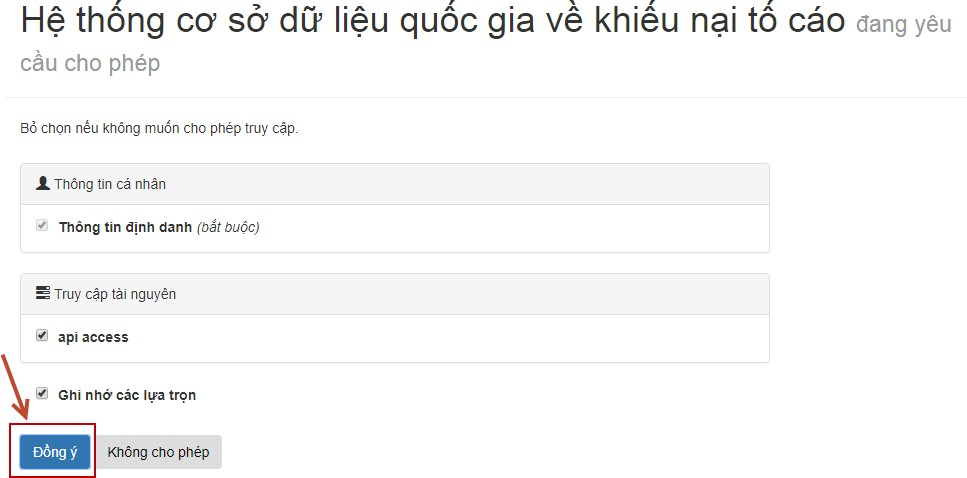 Hệ thống cơ sở dữ liệu quốc gia về khiếu nại tố cáo đang yêu
cầu cho phép
Bỏ chọn nếu không muốn cho phép truy cập.
Thông tin cá nhân
Thông tin định danh (bắt buộc)
Truy cập tài nguyên
api access
Ghi nhớ các lựa trọn
Đồng ý Không cho phép